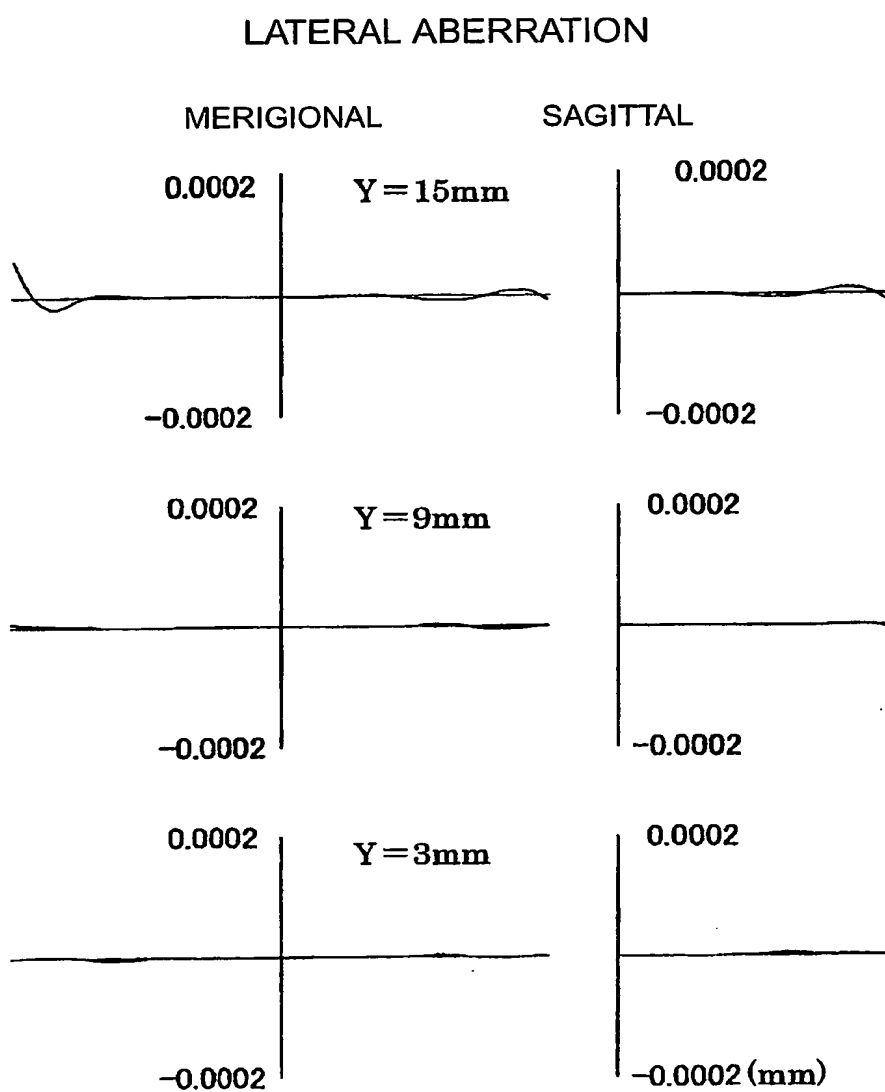 LATERAL ABERRATION
MERIGIONAL SAGITTAL
0.0002 Y=15mm 0.0002
−0.0002 −0.0002
0.0002 Y=9mm 0.0002
−0.0002 −0.0002
0.0002 Y=3mm 0.0002
−0.0002 −0.0002 (mm)